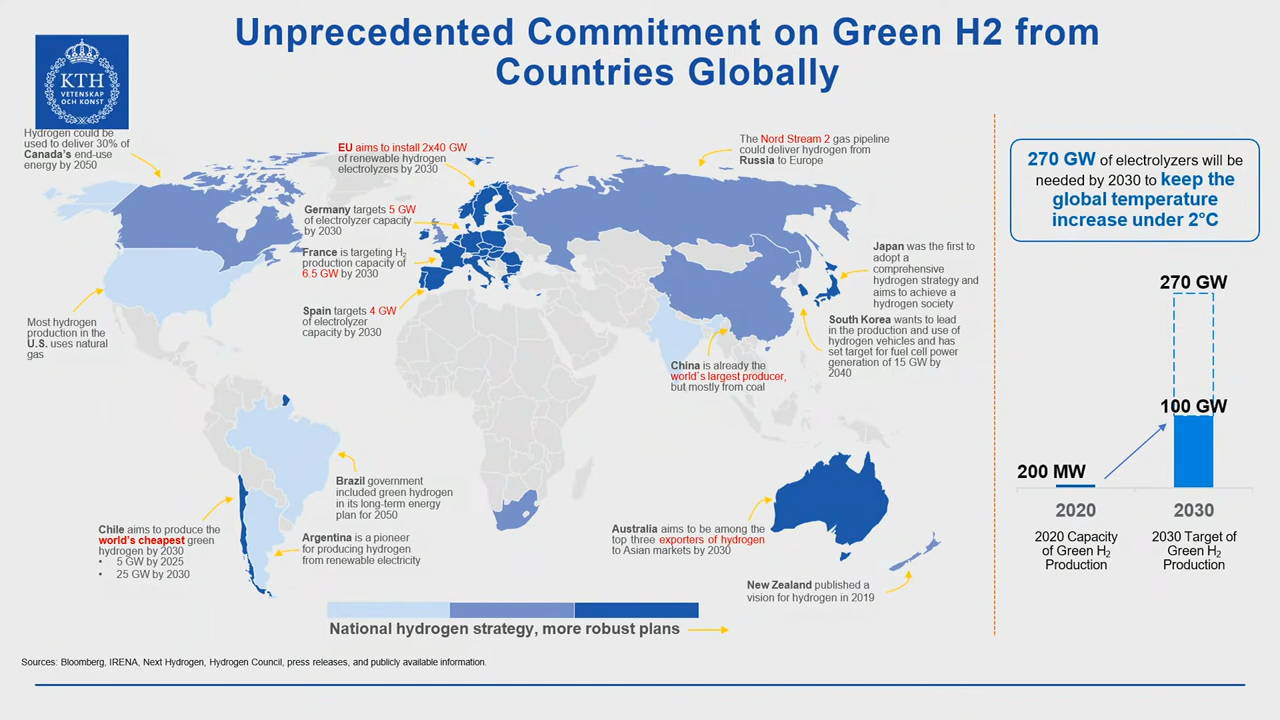 Unprecedented Commitment on Green H2 from
Countries Globally
KTH
VETENSKAP
OCH KONST
Hydrogen could be
used to deliver 30% of
Canada's end-use
energy by 2050
EU aims to install 2x40 GW
of renewable hydrogen
electrolyzers by 2030
The Nord Stream 2 gas pipeline
could deliver hydrogen from
Russia to Europe
Germany targets 5 GW
of electrolyzer capacity
by 2030
France is targeting H₂
production capacity of
6.5 GW by 2030
Spain targets 4 GW
of electrolyzer
capacity by 2030
Most hydrogen
production in the
U.S. uses natural
gas
Japan was the first to
adopt a
comprehensive
hydrogen strategy and
aims to achieve a
hydrogen society
South Korea wants to lead
in the production and use of
hydrogen vehicles and has
set target for fuel cell power
generation of 15 GW by
2040
China is already the
world`s largest producer,
but mostly from coal
Brazil government
included green hydrogen
in its long-term energy
plan for 2050
Chile aims to produce the
world's cheapest green
hydrogen by 2030
• 5 GW by 2025
• 25 GW by 2030
Argentina is a pioneer
for producing hydrogen
from renewable electricity
Australia aims to be among the
top three exporters of hydrogen
to Asian markets by 2030
New Zealand published a
vision for hydrogen in 2019
National hydrogen strategy, more robust plans
270 GW of electrolyzers will be
needed by 2030 to keep the
global temperature
increase under 2°C
270 GW
100 GW
200 MW
2020
2030
2020 Capacity
of Green H₂
Production
2030 Target of
Green H₂
Production
Sources: Bloomberg, IRENA, Next Hydrogen, Hydrogen Council, press releases, and publicly available information.